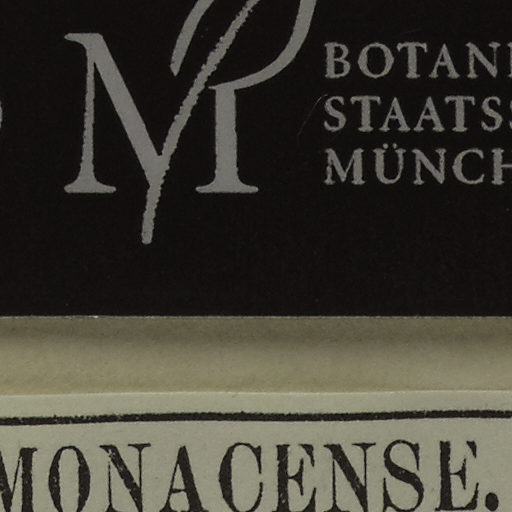 M
BOTANI
STAATSS
MÜNCH
MONACENSE.